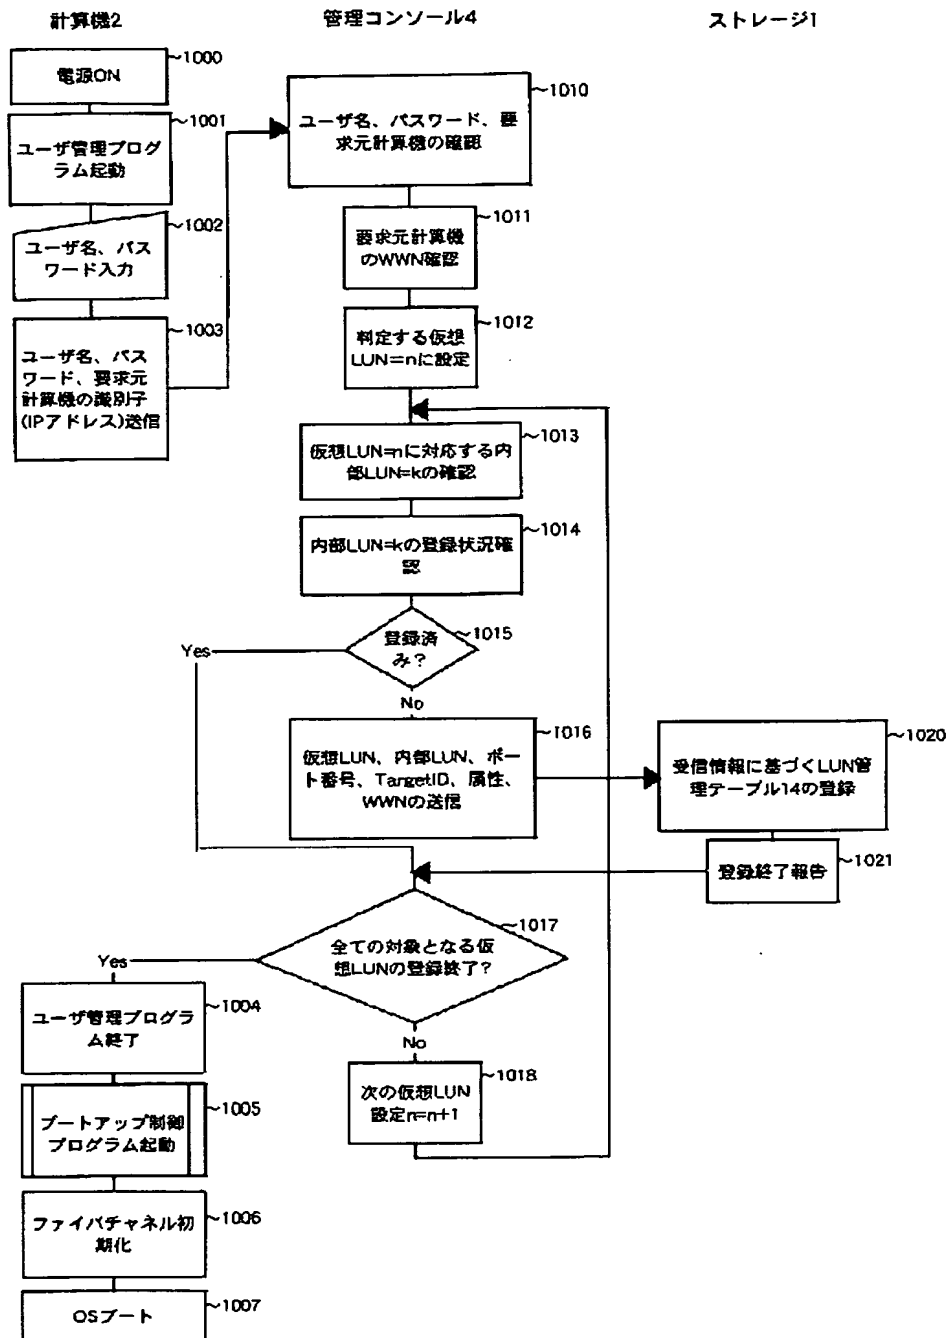 計算機2
管理コンソール4
ストレージ1
電源ON
1000
ユーザ管理プログ
ラム起動
1001
ユーザ名、パス
ワード入力
1002
ユーザ名、パス
ワード、要求元
計算機の識別子
(IPアドレス)送信
1003
ユーザ名、パスワード、要
求元計算機の確認
1010
要求元計算機
のWWN確認
1011
判定する仮想
LUN=nに設定
1012
仮想LUN=nに対応する内
部LUN=kの確認
1013
内部LUN=kの登録状況確
認
1014
登録済
み?
1015
Yes
No
仮想LUN、内部LUN、ポー
ト番号、TargetID、属性、
WWNの送信
1016
受信情報に基づくLUN管
理テーブル14の登録
1020
登録終了報告
1021
全ての対象となる仮
想LUNの登録終了?
1017
Yes
No
次の仮想LUN
設定n=n+1
1018
ユーザ管理プログラ
ム終了
1004
ブートアップ制御
プログラム起動
1005
ファイバチャネル初
期化
1006
OSブート
1007